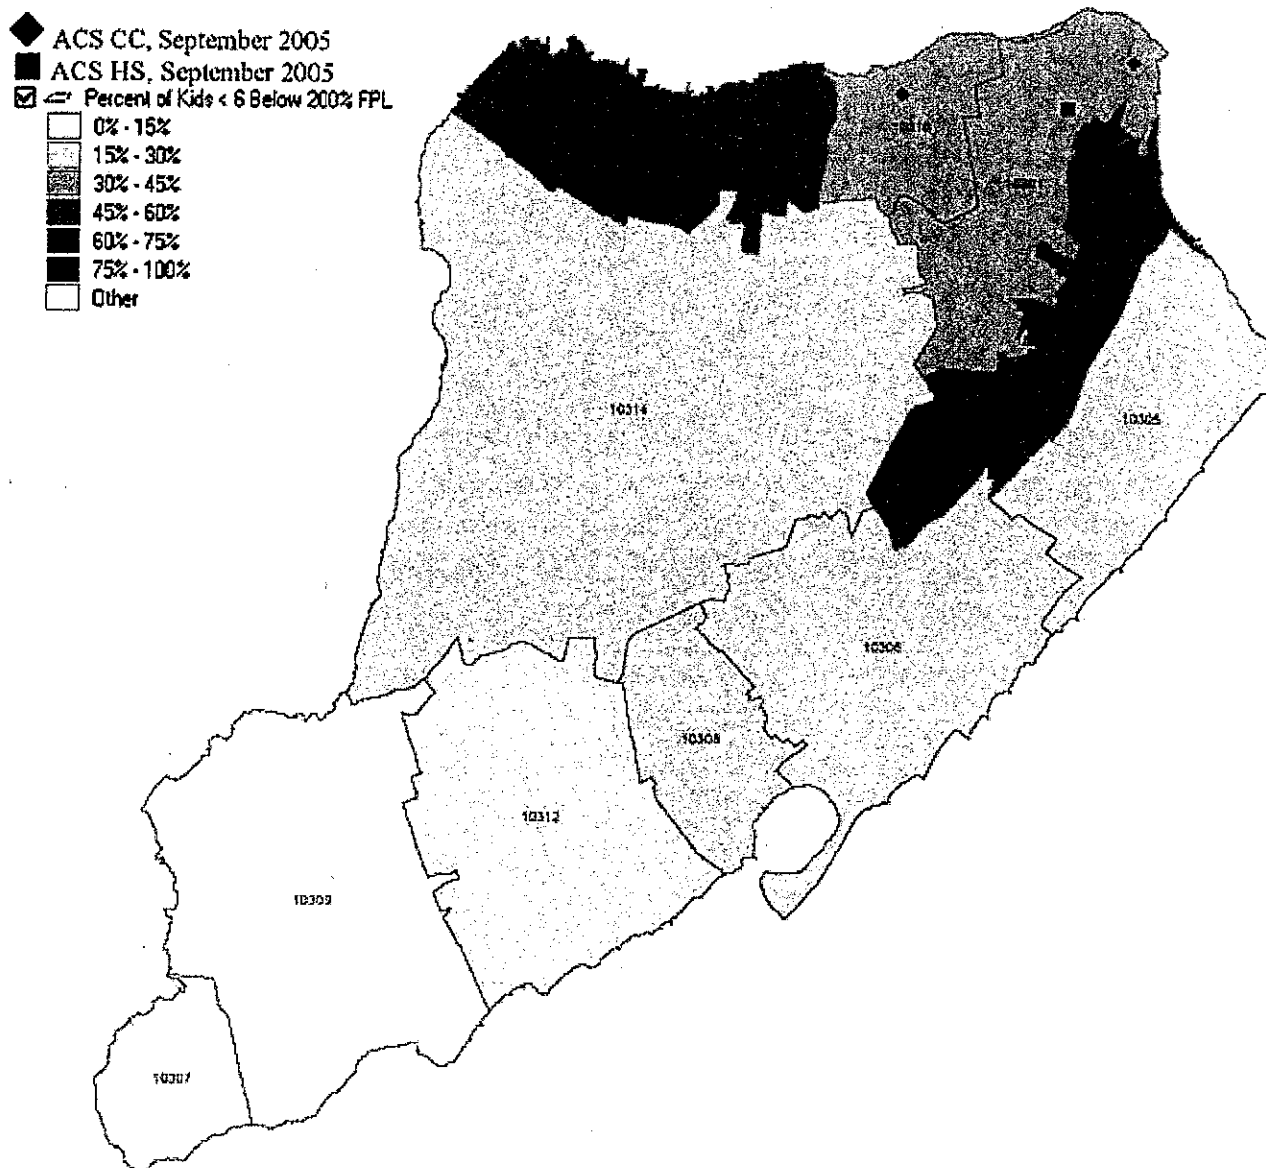 ACS CC, September 2005
ACS HS, September 2005
Percent of Kids < 6 Below 200% FPL
0% - 15%
15% - 30%
30% - 45%
45% - 60%
60% - 75%
75% - 100%
Other
10310
10314
10305
10306
10308
10312
10309
10307